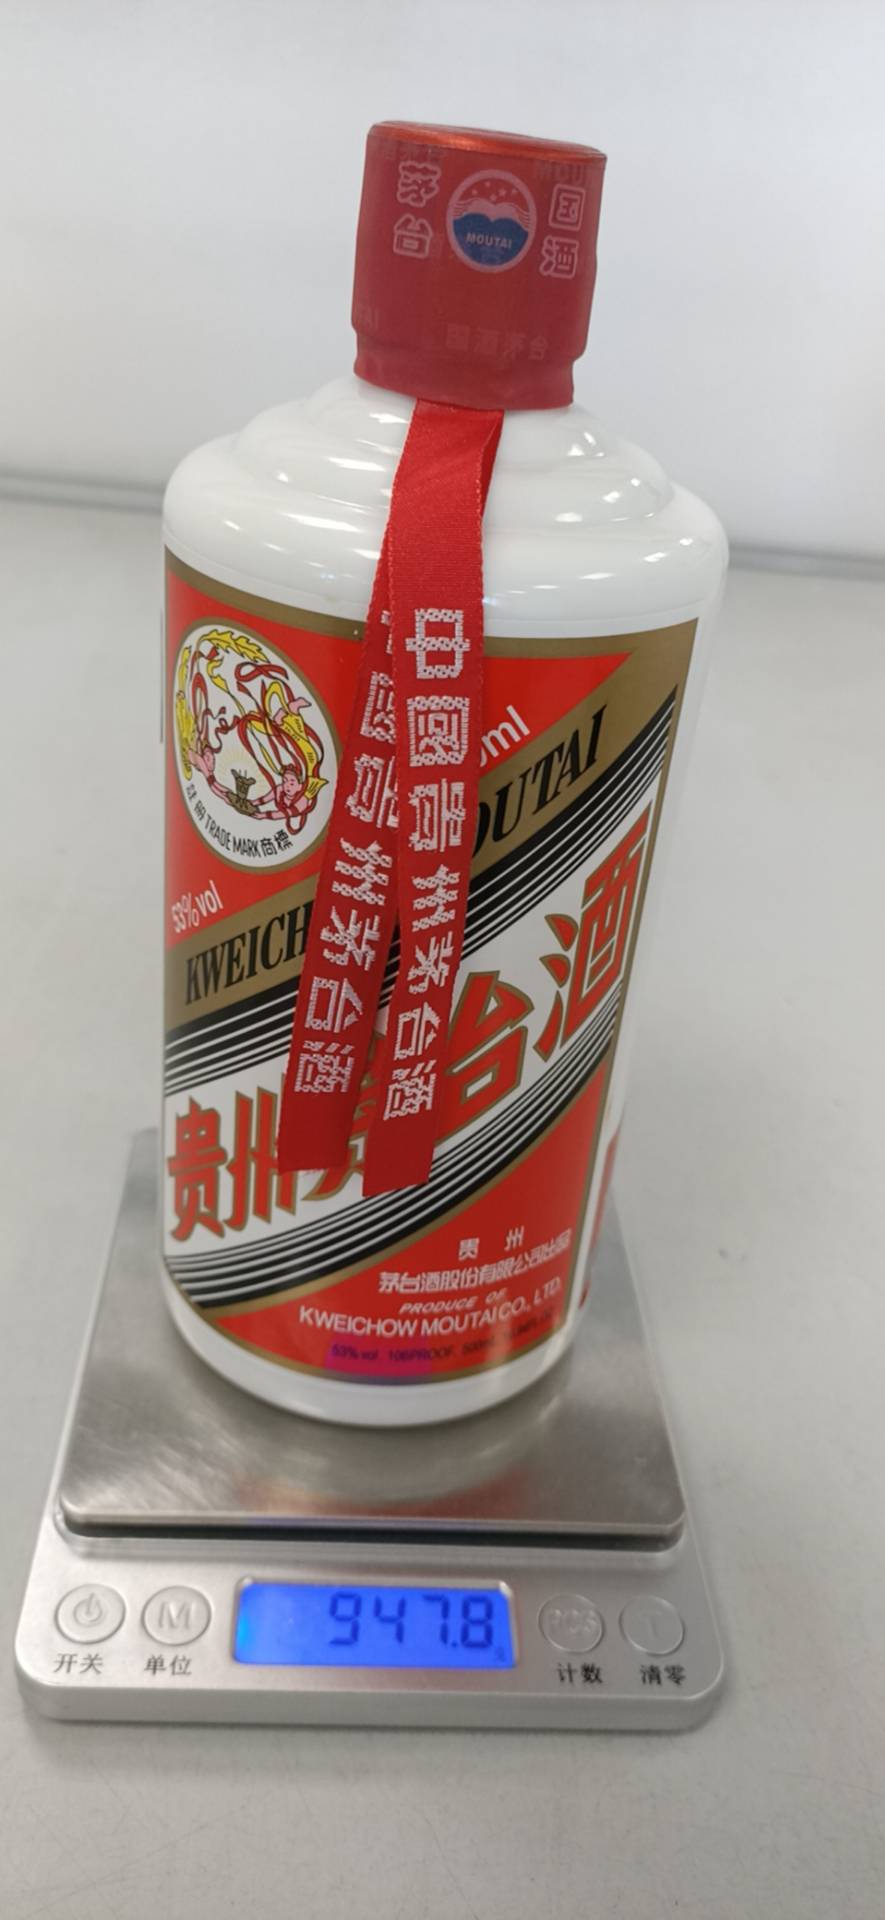 国酒
茅台
MOUTAI
国酒茅台
中國貴州茅台酒
國貴州茅台酒
ml
TRADE MARK 商標
53%vol
KWEICH
OUTAI
贵州
台酒
贵州
茅台酒股份有限公司出品
PRODUCE OF
KWEICHOW MOUTAI CO., LTD.
53% vol 106PROOF, 500ml
947.8
M
PCS
T
开关
单位
计数
清零